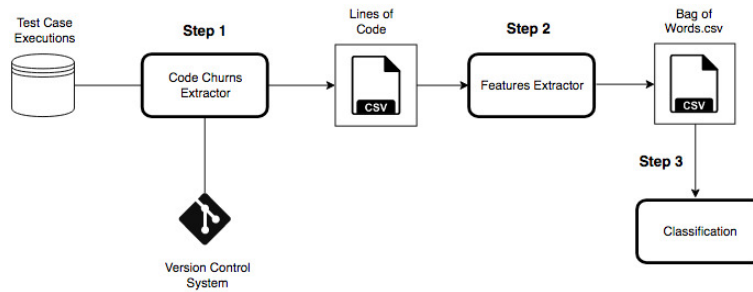 Test Case
Executions
Step 1
Code Churns
Extractor
Version Control
System
Lines of
Code
CSV
Step 2
Features Extractor
Bag of
Words.csv
CSV
Step 3
Classification